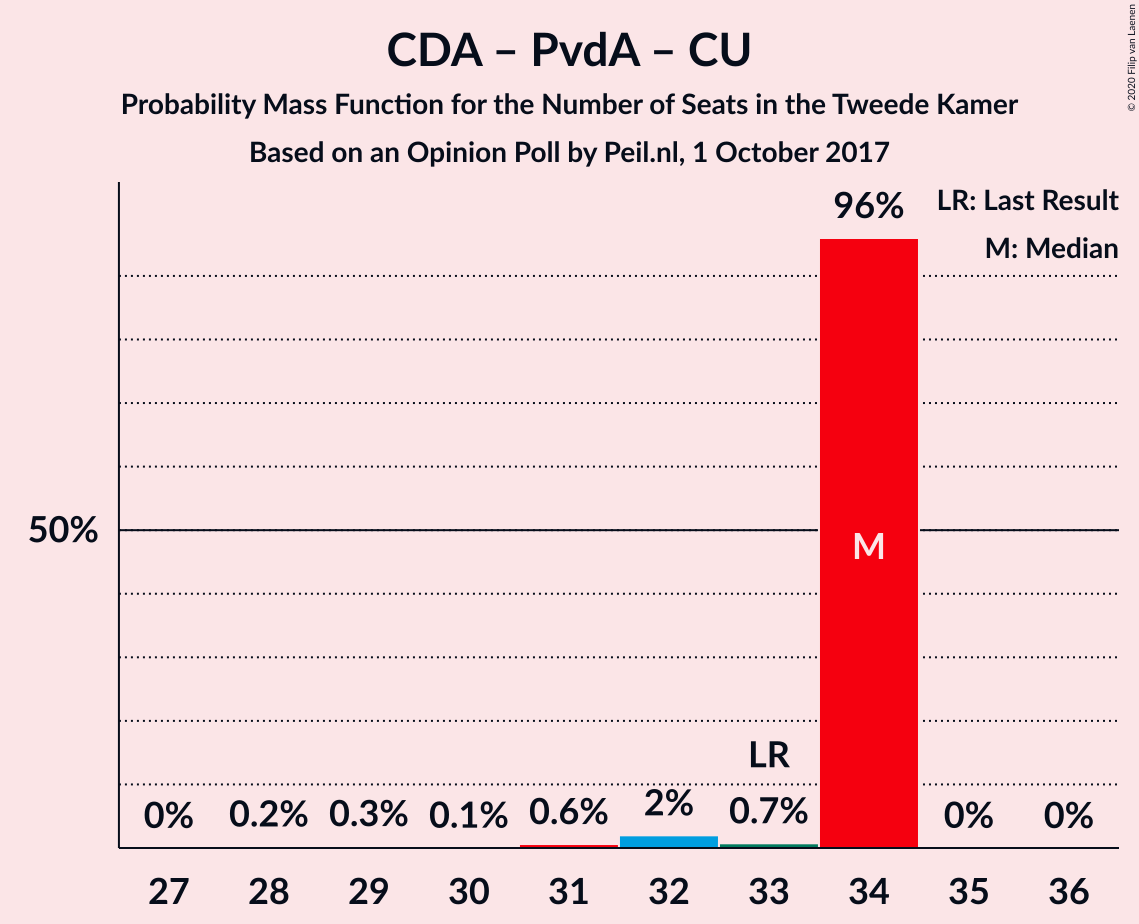 CDA – PvdA – CU
Probability Mass Function for the Number of Seats in the Tweede Kamer
Based on an Opinion Poll by Peil.nl, 1 October 2017
© 2020 Filip van Laenen
LR: Last Result
M: Median
96%
50%
M
LR
0% 0.2% 0.3% 0.1% 0.6% 2% 0.7% 0% 0%
27 28 29 30 31 32 33 34 35 36